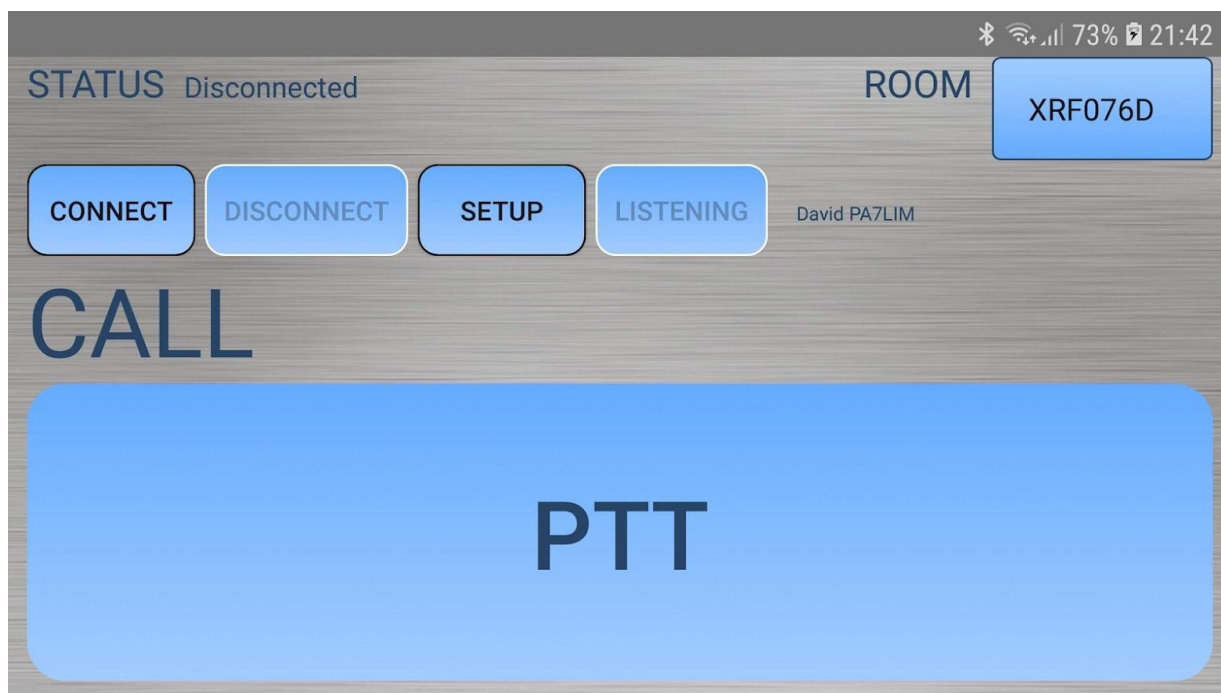 73% 21:42
STATUS Disconnected ROOM XRF076D
CONNECT DISCONNECT SETUP LISTENING David PA7LIM
CALL
PTT